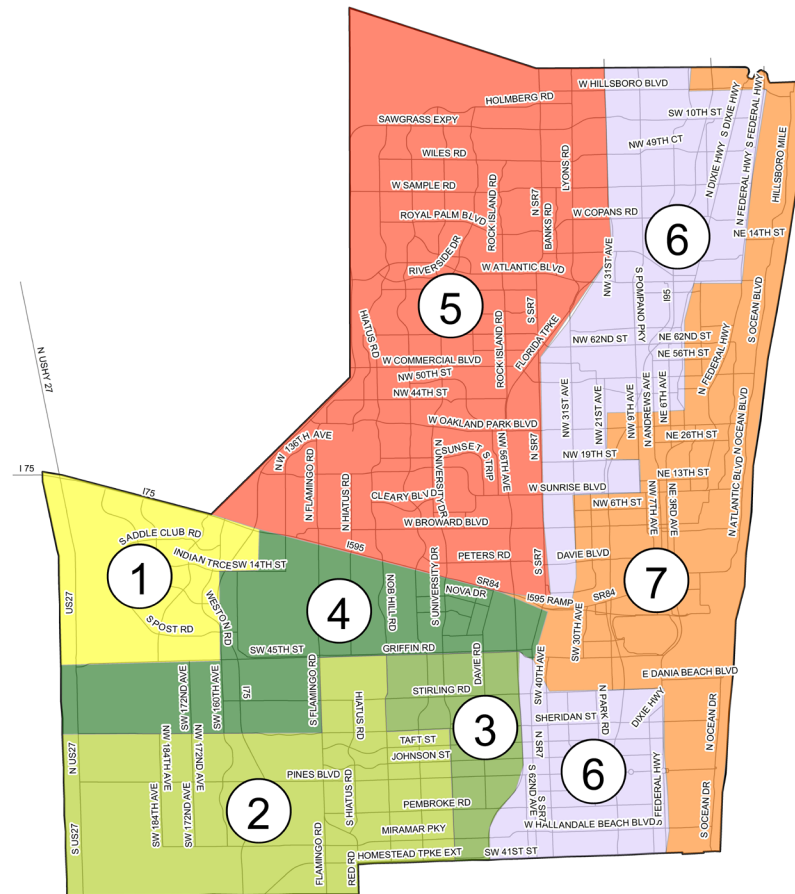 W HILLSBORO BLVD
HOLMBERG RD
SW 10TH ST
S DIXIE HWY
S FEDERAL HWY
SAWGRASS EXPY
WILES RD
NW 49TH CT
HILLSBORO MILE
LYONS RD
N DIXIE HWY
N FEDERAL HWY
W SAMPLE RD
ROCK ISLAND RD
N SR7
BANKS RD
ROYAL PALM BLVD
W COPANS RD
6
NE 14TH ST
RIVERSIDE DR
W ATLANTIC BLVD
NW 31ST AVE
S POMPANO PKY
I95
S OCEAN BLVD
5
S SR7
HIATUS RD
ROCK ISLAND RD
FLORIDA TPKE
NW 62ND ST
NE 62ND ST
NE 56TH ST
N USHY 27
W COMMERCIAL BLVD
NW 50TH ST
NW 44TH ST
N FEDERAL HWY
NW 31ST AVE
NW 21ST AVE
NW 6TH AVE
N ANDREWS AVE
NE 6TH AVE
N OCEAN BLVD
W OAKLAND PARK BLVD
NW 136TH AVE
N UNIVERSITY DR
SUNSET STRIP
NW 56TH AVE
N SR7
NE 26TH ST
NW 19TH ST
I 75
I75
N FLAMINGO RD
N HIATUS RD
CLEARY BLVD
W SUNRISE BLVD
NE 13TH ST
N ATLANTIC BLVD
NW 6TH ST
NW 7TH AVE
NE 3RD AVE
W BROWARD BLVD
SADDLE CLUB RD
I595
INDIAN TRCE
SW 14TH ST
PETERS RD
S SR7
DAVIE BLVD
1
4
NOB HILL RD
S UNIVERSITY DR
SR84
NOVA DR
I595 RAMP
SR84
7
US27
WESTON RD
S POST RD
SW 30TH AVE
SW 45TH ST
GRIFFIN RD
DAVIE RD
SW 40TH AVE
E DANIA BEACH BLVD
SW 172ND AVE
SW 160TH AVE
I75
S FLAMINGO RD
STIRLING RD
HIATUS RD
3
N PARK RD
DIXIE HWY
N OCEAN DR
SHERIDAN ST
N US27
NW 184TH AVE
NW 172ND AVE
TAFT ST
JOHNSON ST
N SR7
6
PINES BLVD
S HIATUS RD
S 62ND AVE
S SR7
S FEDERAL HWY
S OCEAN DR
SW 184TH AVE
SW 172ND AVE
2
PEMBROKE RD
S US27
MIRAMAR PKY
W HALLANDALE BEACH BLVD
FLAMINGO RD
RED RD
HOMESTEAD TPKE EXT
SW 41ST ST